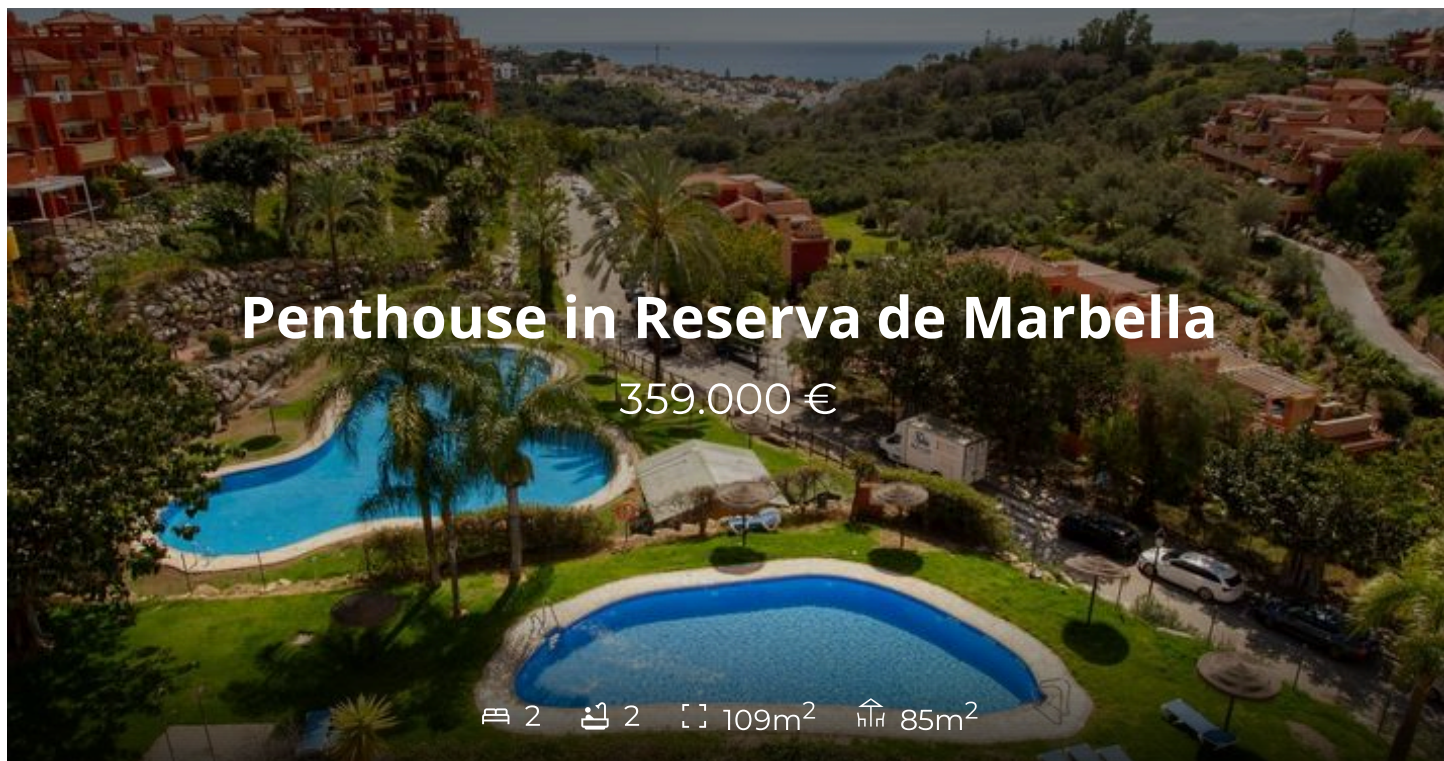 Penthouse in Reserva de Marbella
359.000 €
2 2 109m² 85m²